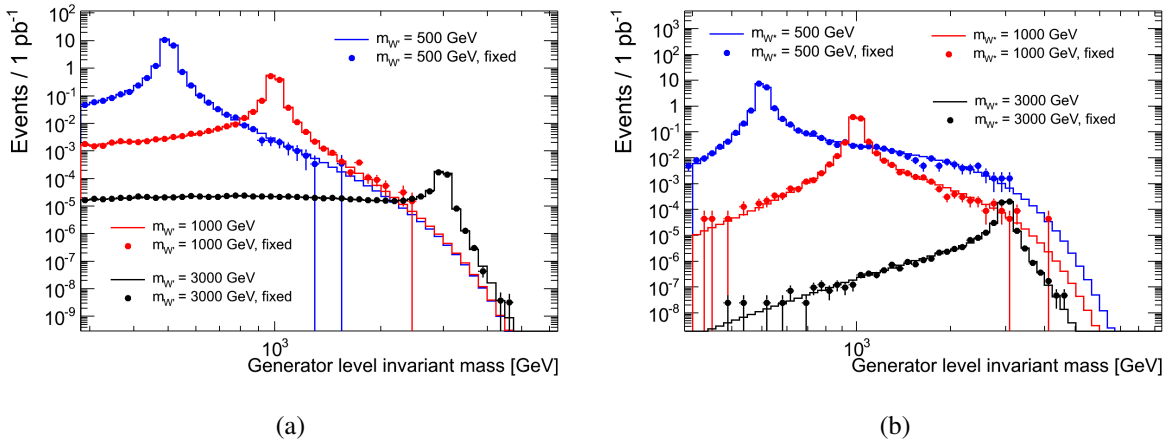 Events / 1 pb⁻¹
10
1
10⁻¹
10⁻²
10⁻³
10⁻⁴
10⁻⁵
10⁻⁶
10⁻⁷
10⁻⁸
10⁻⁹
m_W' = 500 GeV
m_W' = 500 GeV, fixed
m_W' = 1000 GeV
m_W' = 1000 GeV, fixed
m_W' = 3000 GeV
m_W' = 3000 GeV, fixed
10³
Generator level invariant mass [GeV]
(a)
Events / 1 pb⁻¹
10³
10
10⁻¹
10⁻²
10⁻³
10⁻⁴
10⁻⁵
10⁻⁶
10⁻⁷
10⁻⁸
m_W* = 500 GeV
m_W* = 500 GeV, fixed
m_W* = 1000 GeV
m_W* = 1000 GeV, fixed
m_W* = 3000 GeV
m_W* = 3000 GeV, fixed
10³
Generator level invariant mass [GeV]
(b)